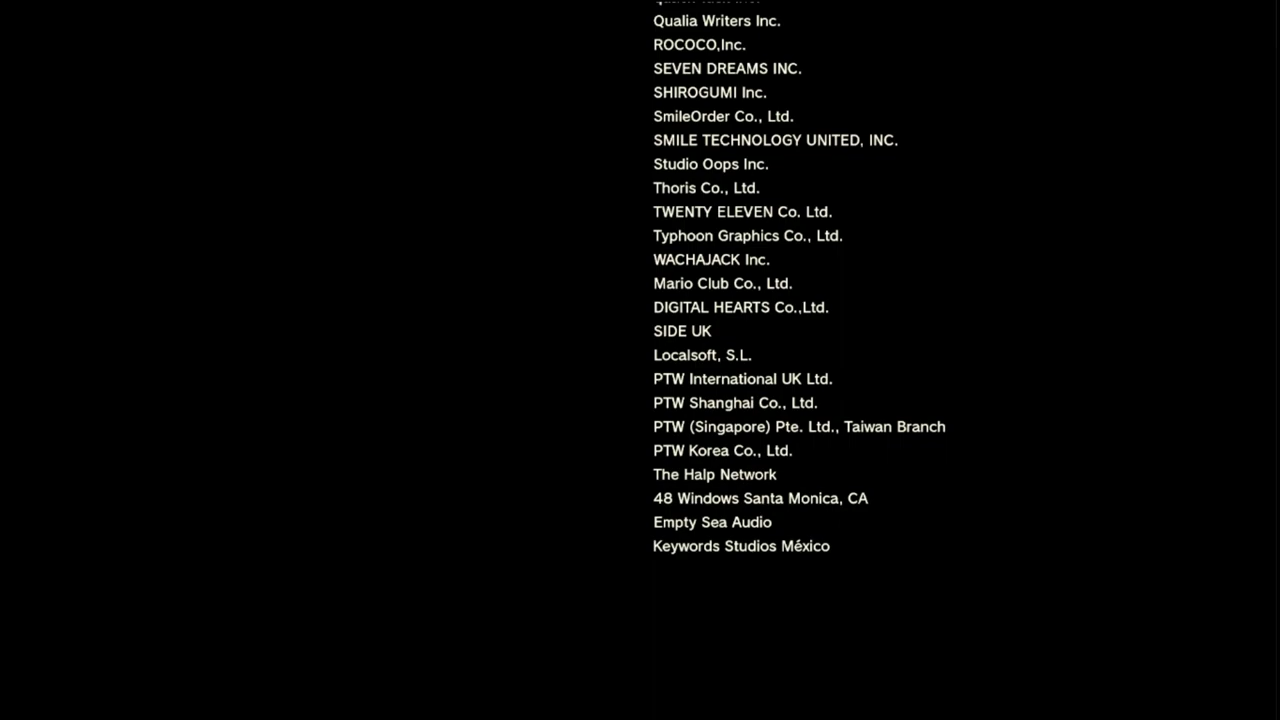 Qualia Writers Inc.
ROCOCO,Inc.
SEVEN DREAMS INC.
SHIROGUMI Inc.
SmileOrder Co., Ltd.
SMILE TECHNOLOGY UNITED, INC.
Studio Oops Inc.
Thoris Co., Ltd.
TWENTY ELEVEN Co. Ltd.
Typhoon Graphics Co., Ltd.
WACHAJACK Inc.
Mario Club Co., Ltd.
DIGITAL HEARTS Co.,Ltd.
SIDE UK
Localsoft, S.L.
PTW International UK Ltd.
PTW Shanghai Co., Ltd.
PTW (Singapore) Pte. Ltd., Taiwan Branch
PTW Korea Co., Ltd.
The Halp Network
48 Windows Santa Monica, CA
Empty Sea Audio
Keywords Studios México